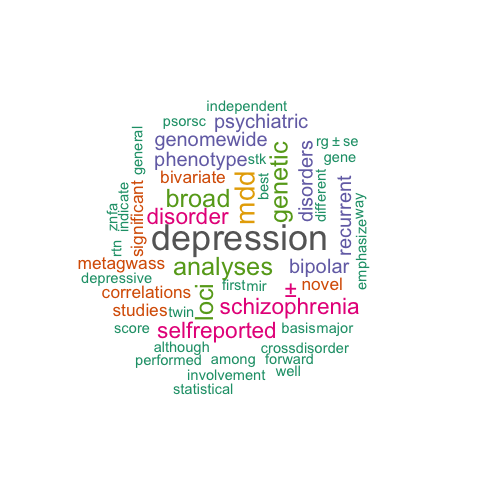 independent
psorsc
psychiatric
general
genomewide
rg ± se
phenotype
stk
gene
bivariate
best
genetic
disorders
different
broad
mdd
znfa
indicate
significant
disorder
recurrent
way
emphasize
rtn
depression
metagwass
analyses
bipolar
depressive
loci
first
mir
±
novel
correlations
schizophrenia
studies
twin
score
selfreported
basis
major
although
crossdisorder
performed
among
forward
involvement
well
statistical